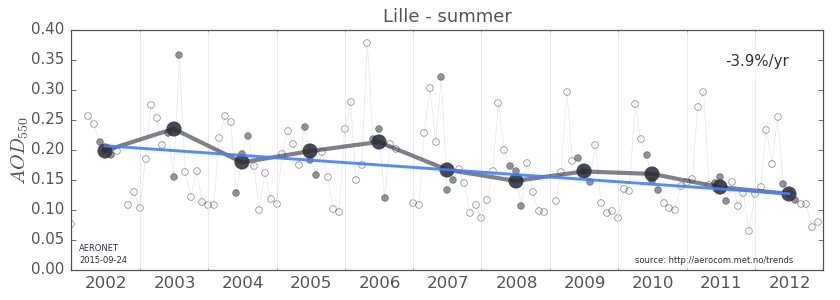 Lille - summer
0.40
0.35
0.30
0.25
0.20
0.15
0.10
0.05
0.00
AOD550
-3.9%/yr
AERONET
2015-09-24
source: http://aerocom.met.no/trends
2002 2003 2004 2005 2006 2007 2008 2009 2010 2011 2012